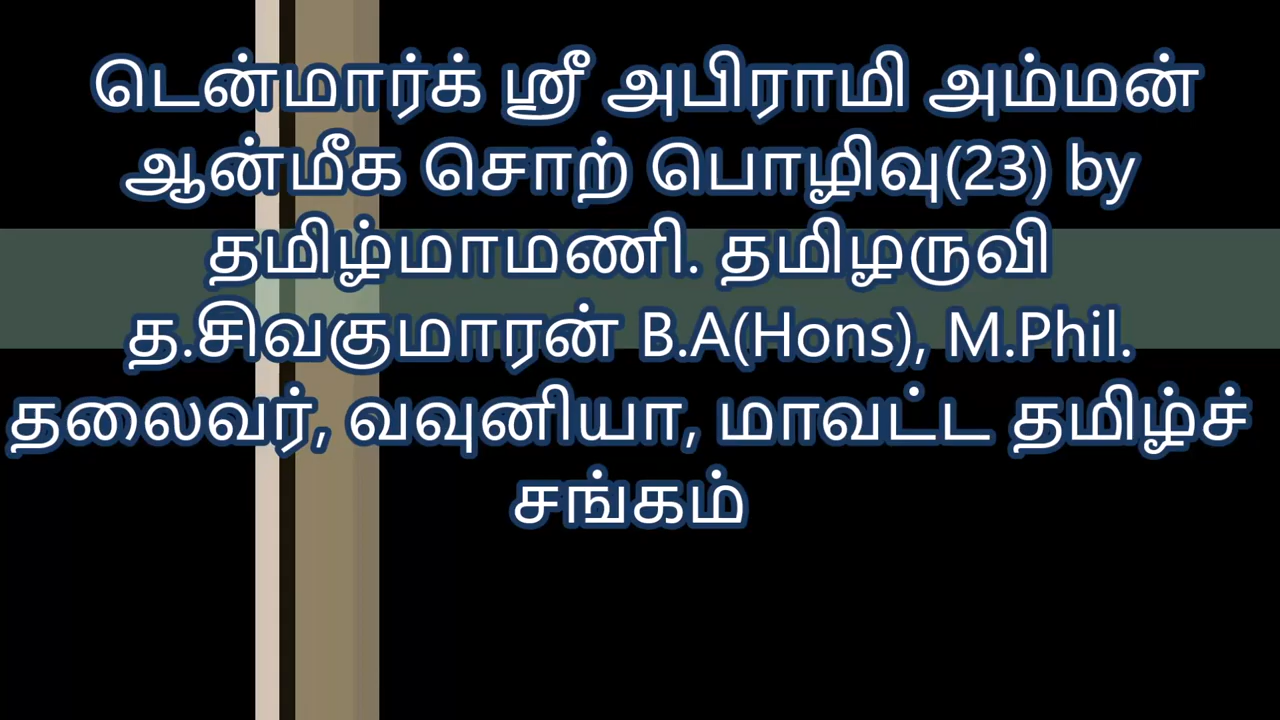 டென்மார்க் ஸ்ரீ அபிராமி அம்மன்
ஆன்மீக சொற் பொழிவு(23) by
தமிழ்மாமணி. தமிழருவி
த.சிவகுமாரன் B.A(Hons), M.Phil.
தலைவர், வவுனியா, மாவட்ட தமிழ்ச்
சங்கம்